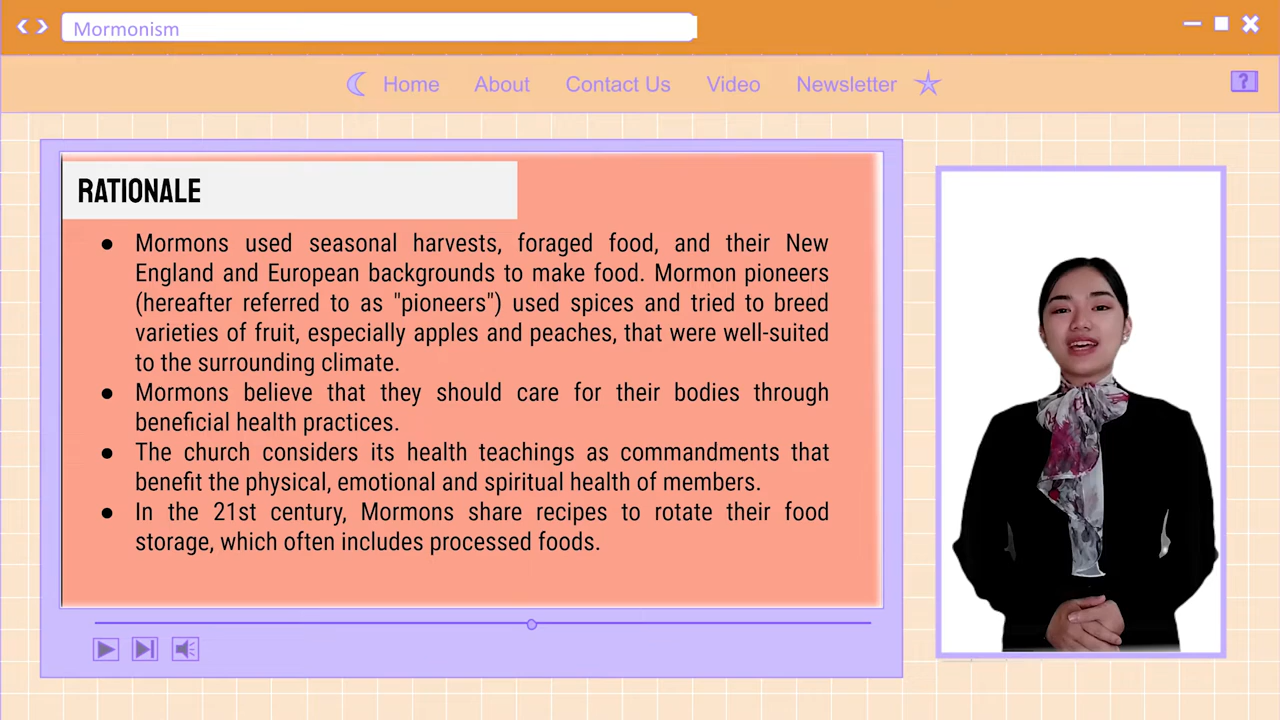 Mormonism
Home About Contact Us Video Newsletter
?
RATIONALE
● Mormons used seasonal harvests, foraged food, and their New
England and European backgrounds to make food. Mormon pioneers
(hereafter referred to as "pioneers") used spices and tried to breed
varieties of fruit, especially apples and peaches, that were well-suited
to the surrounding climate.
● Mormons believe that they should care for their bodies through
beneficial health practices.
● The church considers its health teachings as commandments that
benefit the physical, emotional and spiritual health of members.
● In the 21st century, Mormons share recipes to rotate their food
storage, which often includes processed foods.